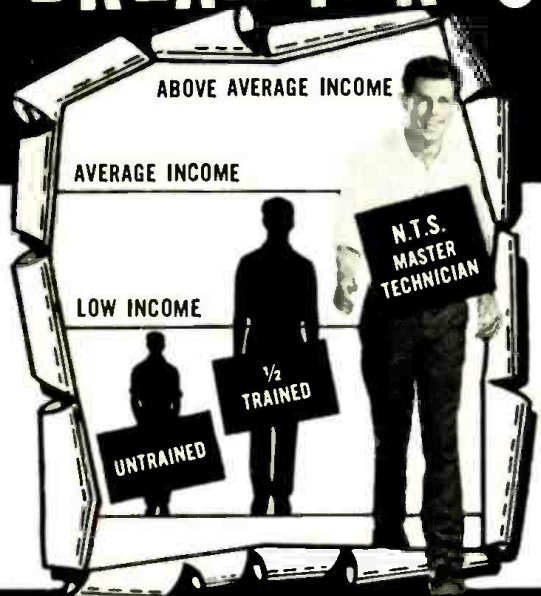 ABOVE AVERAGE INCOME
AVERAGE INCOME
N.T.S.
MASTER
TECHNICIAN
LOW INCOME
½
TRAINED
UNTRAINED